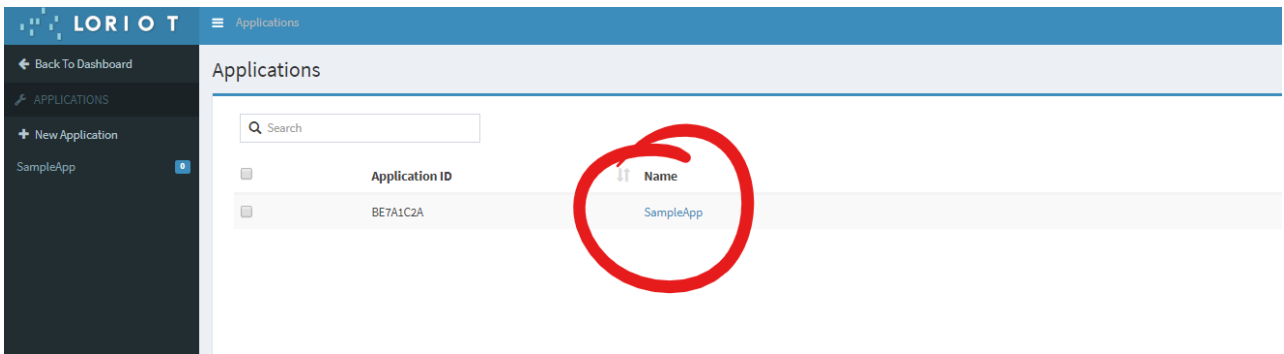 LORIOT
Applications
Back To Dashboard
Applications
APPLICATIONS
New Application
Search
SampleApp 0
Application ID Name
BE7A1C2A SampleApp